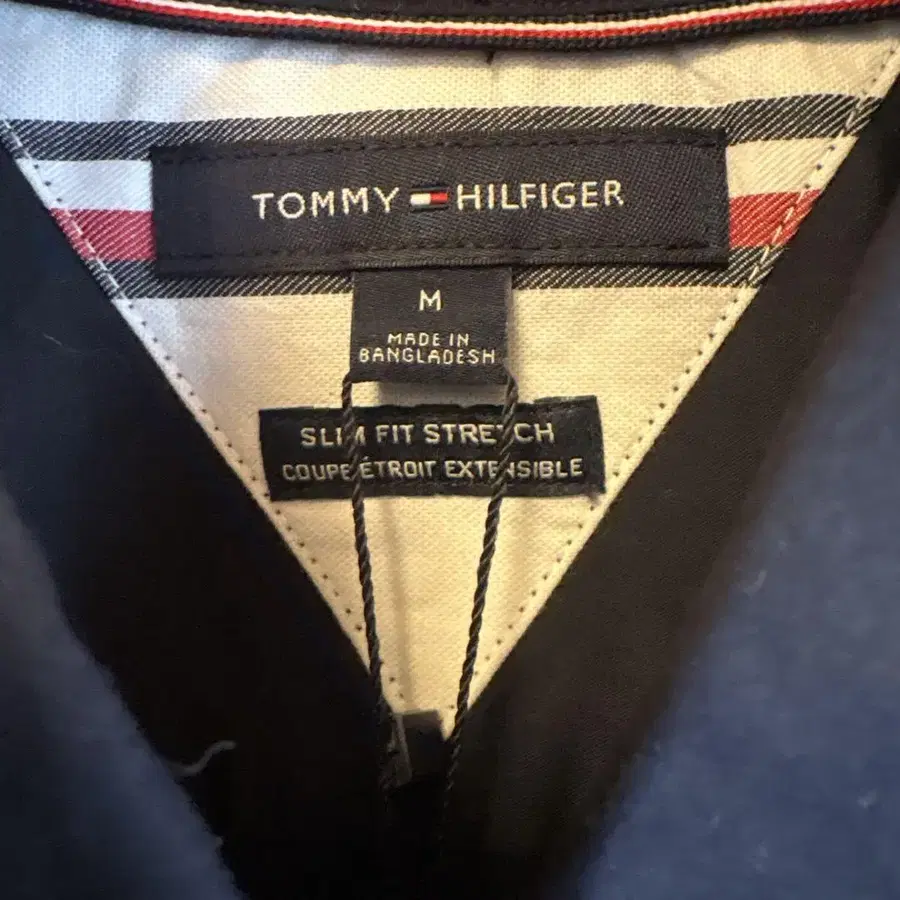 TOMMY HILFIGER
M
MADE IN
BANGLADESH
SLIM FIT STRETCH
COUPE ÉTROIT EXTENSIBLE